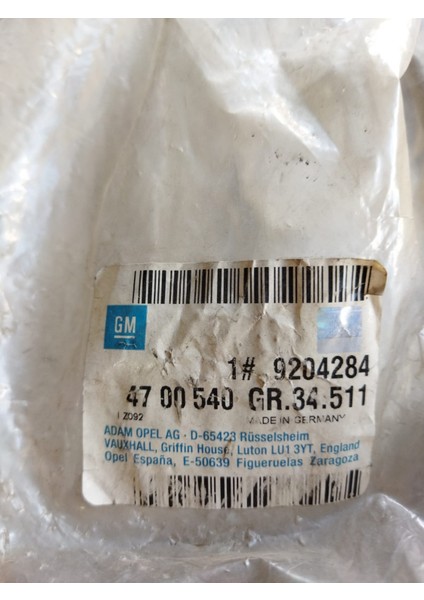 GM
1# 9204284
47 00 540 GR.34.511
IZ092 MADE IN GERMANY
ADAM OPEL AG · D-65423 Rüsselsheim
VAUXHALL, Griffin House, Luton LU1 3YT, England
Opel España, E-50639 Figueruelas Zaragoza